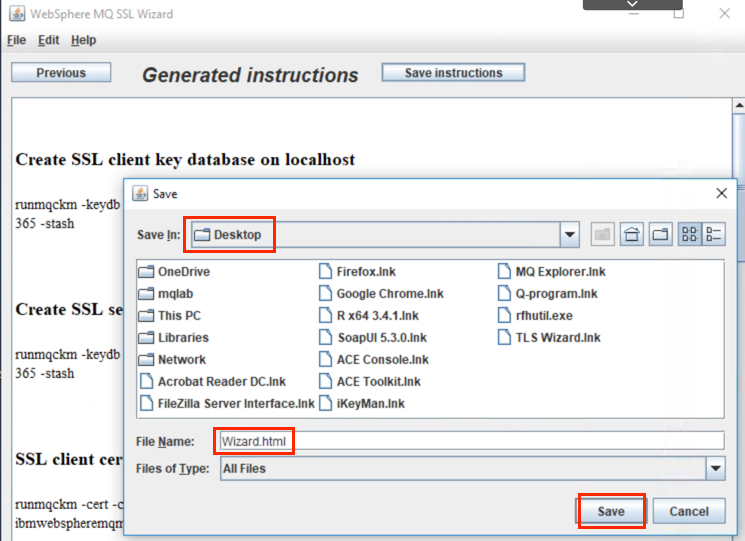 WebSphere MQ SSL Wizard
File Edit Help
Previous
Generated instructions
Save instructions
Create SSL client key database on localhost
runmqckm -keydb
365 -stash
Create SSL se
runmqckm -keydb
365 -stash
SSL client cer
runmqckm -cert -c
ibmwebspheremqm
Save
Save In: Desktop
OneDrive
mqlab
This PC
Libraries
Network
Acrobat Reader DC.lnk
FileZilla Server Interface.lnk
Firefox.lnk
Google Chrome.lnk
R x64 3.4.1.lnk
SoapUI 5.3.0.lnk
ACE Console.lnk
ACE Toolkit.lnk
iKeyMan.lnk
MQ Explorer.lnk
Q-program.lnk
rfhutil.exe
TLS Wizard.lnk
File Name: Wizard.html
Files of Type: All Files
Save
Cancel